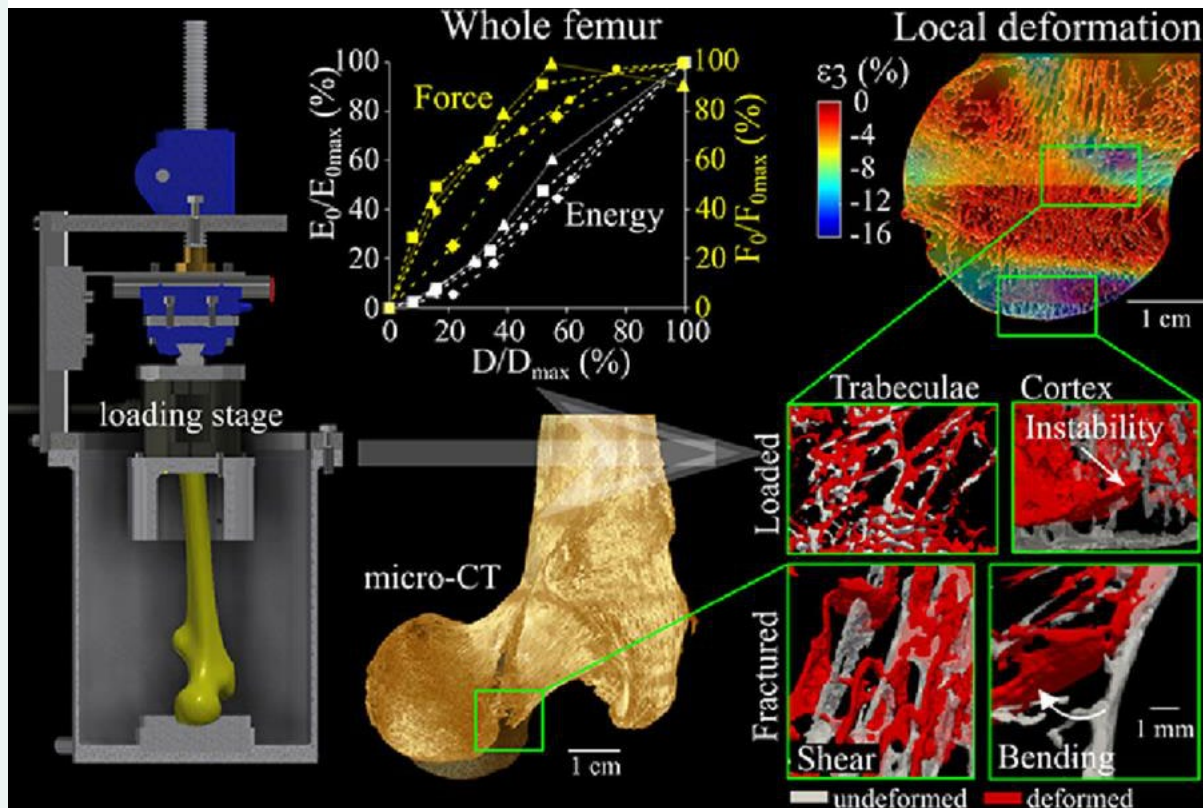 Whole femur
Local deformation
100
80
60
40
20
0
E₀/E₀max (%)
Force
Energy
100
80
60
40
20
0
F₀/F₀max (%)
0 20 40 60 80 100
D/Dmax (%)
ε3 (%)
0
-4
-8
-12
-16
1 cm
loading stage
Trabeculae
Cortex
Instability
Loaded
micro-CT
1 cm
Fractured
Shear
Bending
1 mm
undeformed
deformed